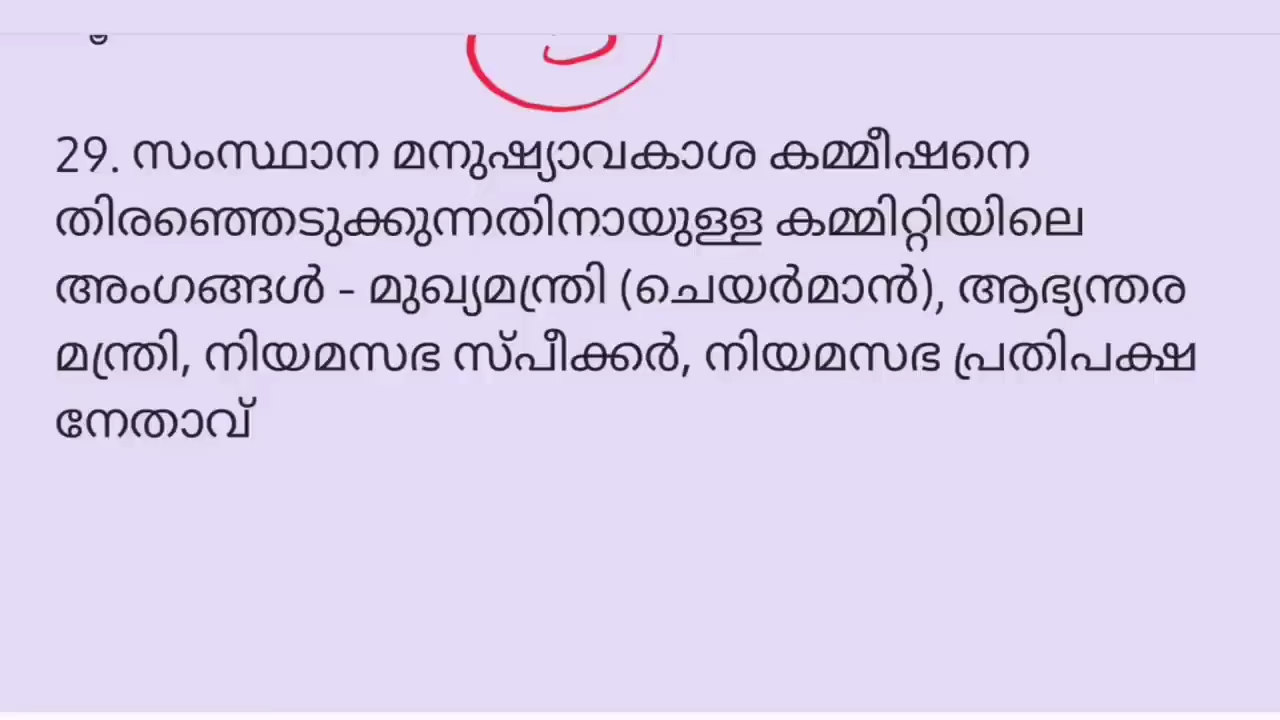 29. സംസ്ഥാന മനുഷ്യാവകാശ കമ്മീഷനെ
തിരഞ്ഞെടുക്കുന്നതിനായുള്ള കമ്മിറ്റിയിലെ
അംഗങ്ങൾ - മുഖ്യമന്ത്രി (ചെയർമാൻ), ആഭ്യന്തര
മന്ത്രി, നിയമസഭ സ്പീക്കർ, നിയമസഭ പ്രതിപക്ഷ
നേതാവ്